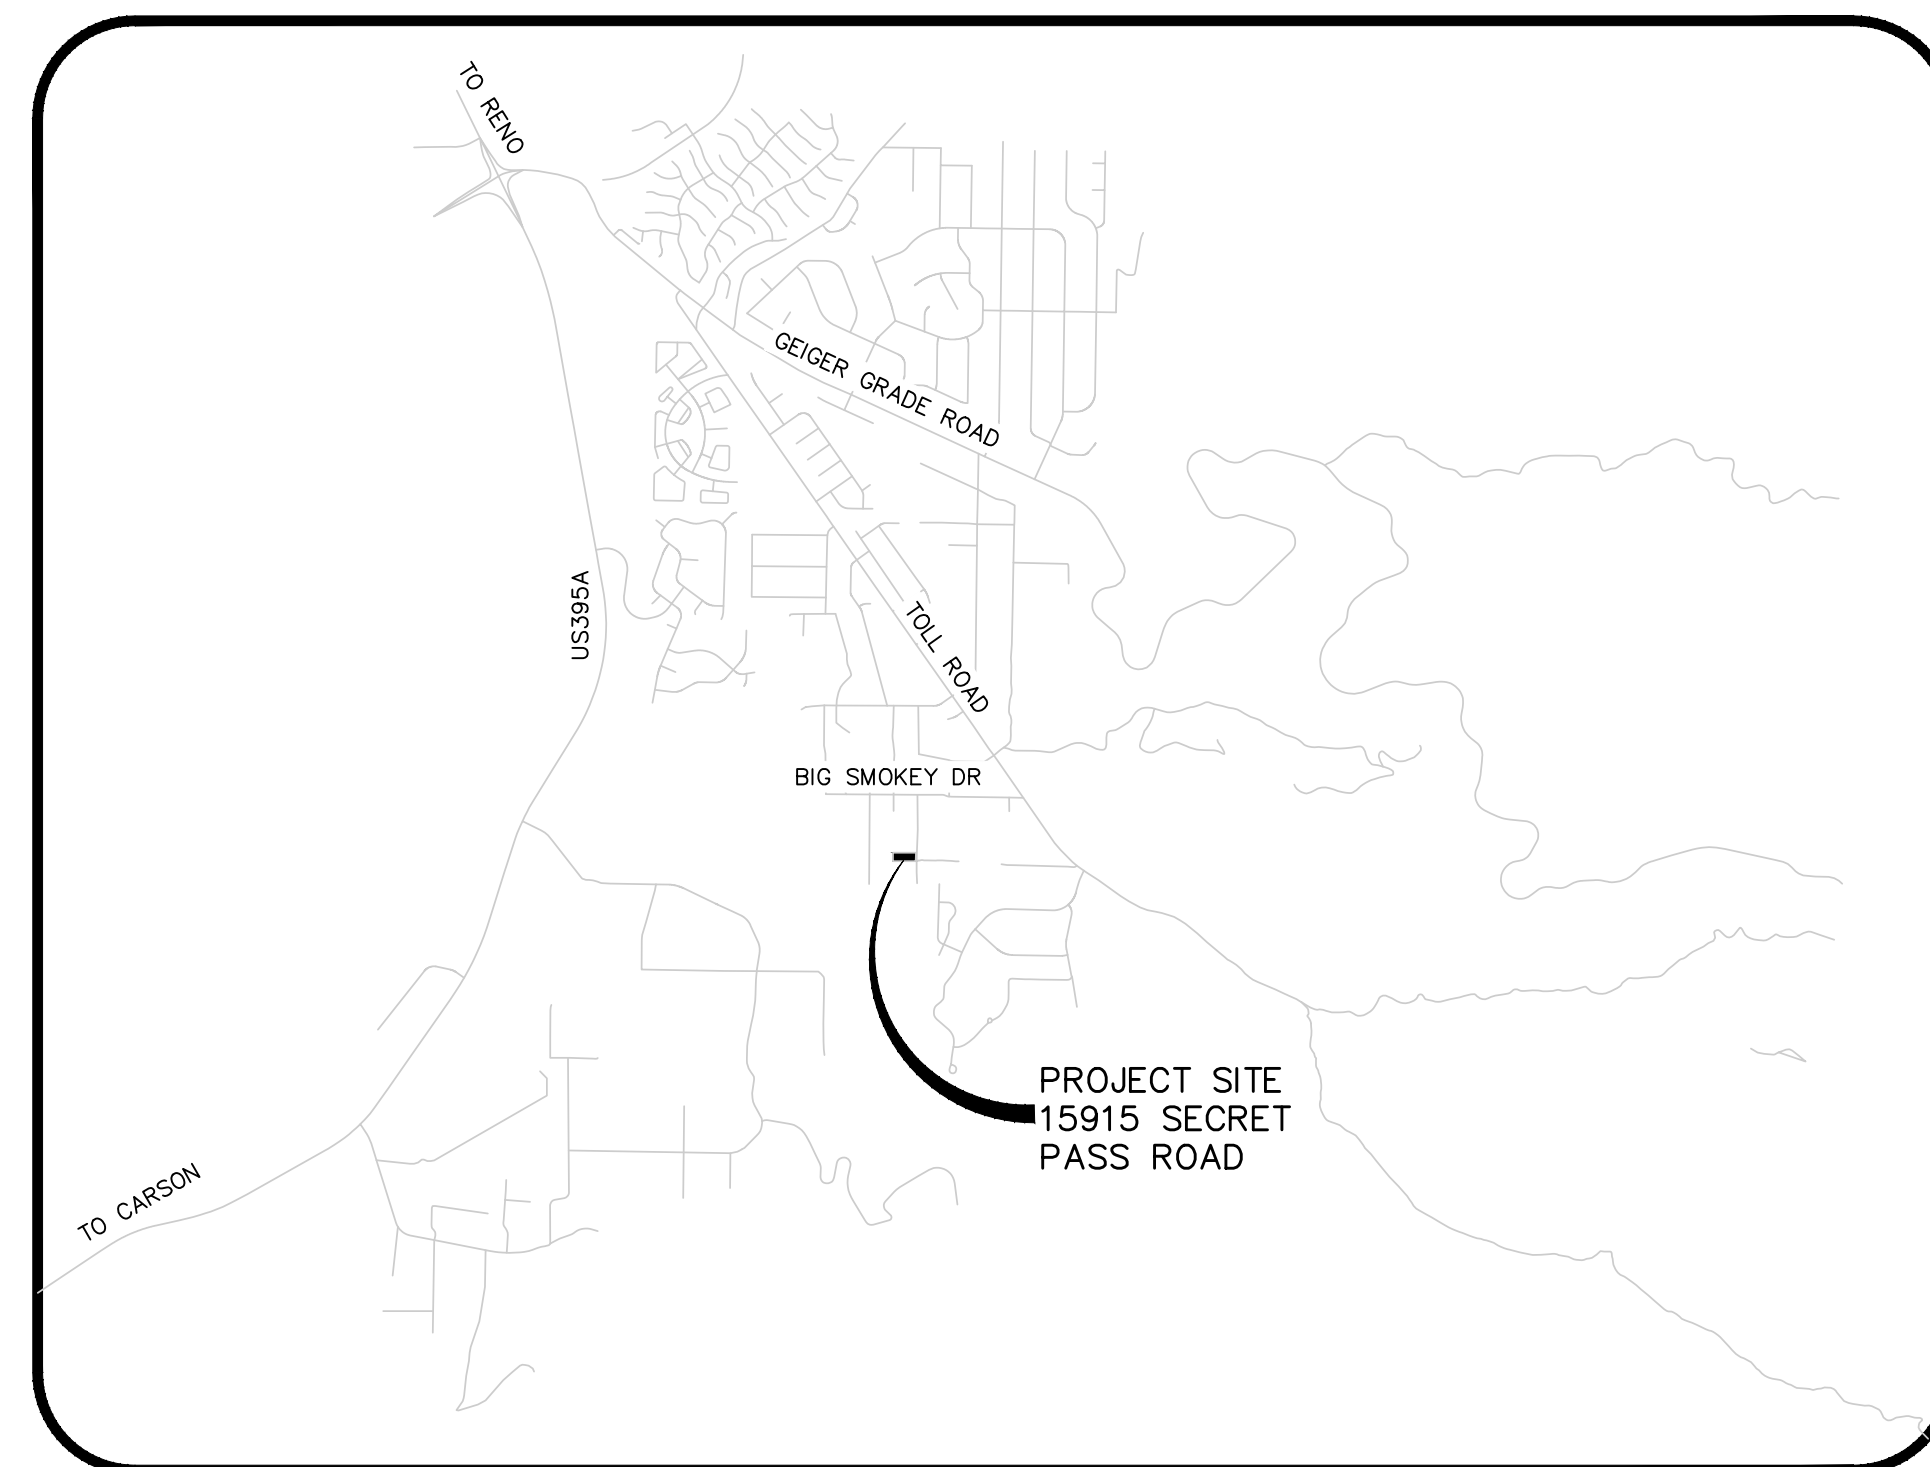 TO RENO
GEIGER GRADE ROAD
US395A
TOLL ROAD
BIG SMOKEY DR
PROJECT SITE
15915 SECRET
PASS ROAD
TO CARSON